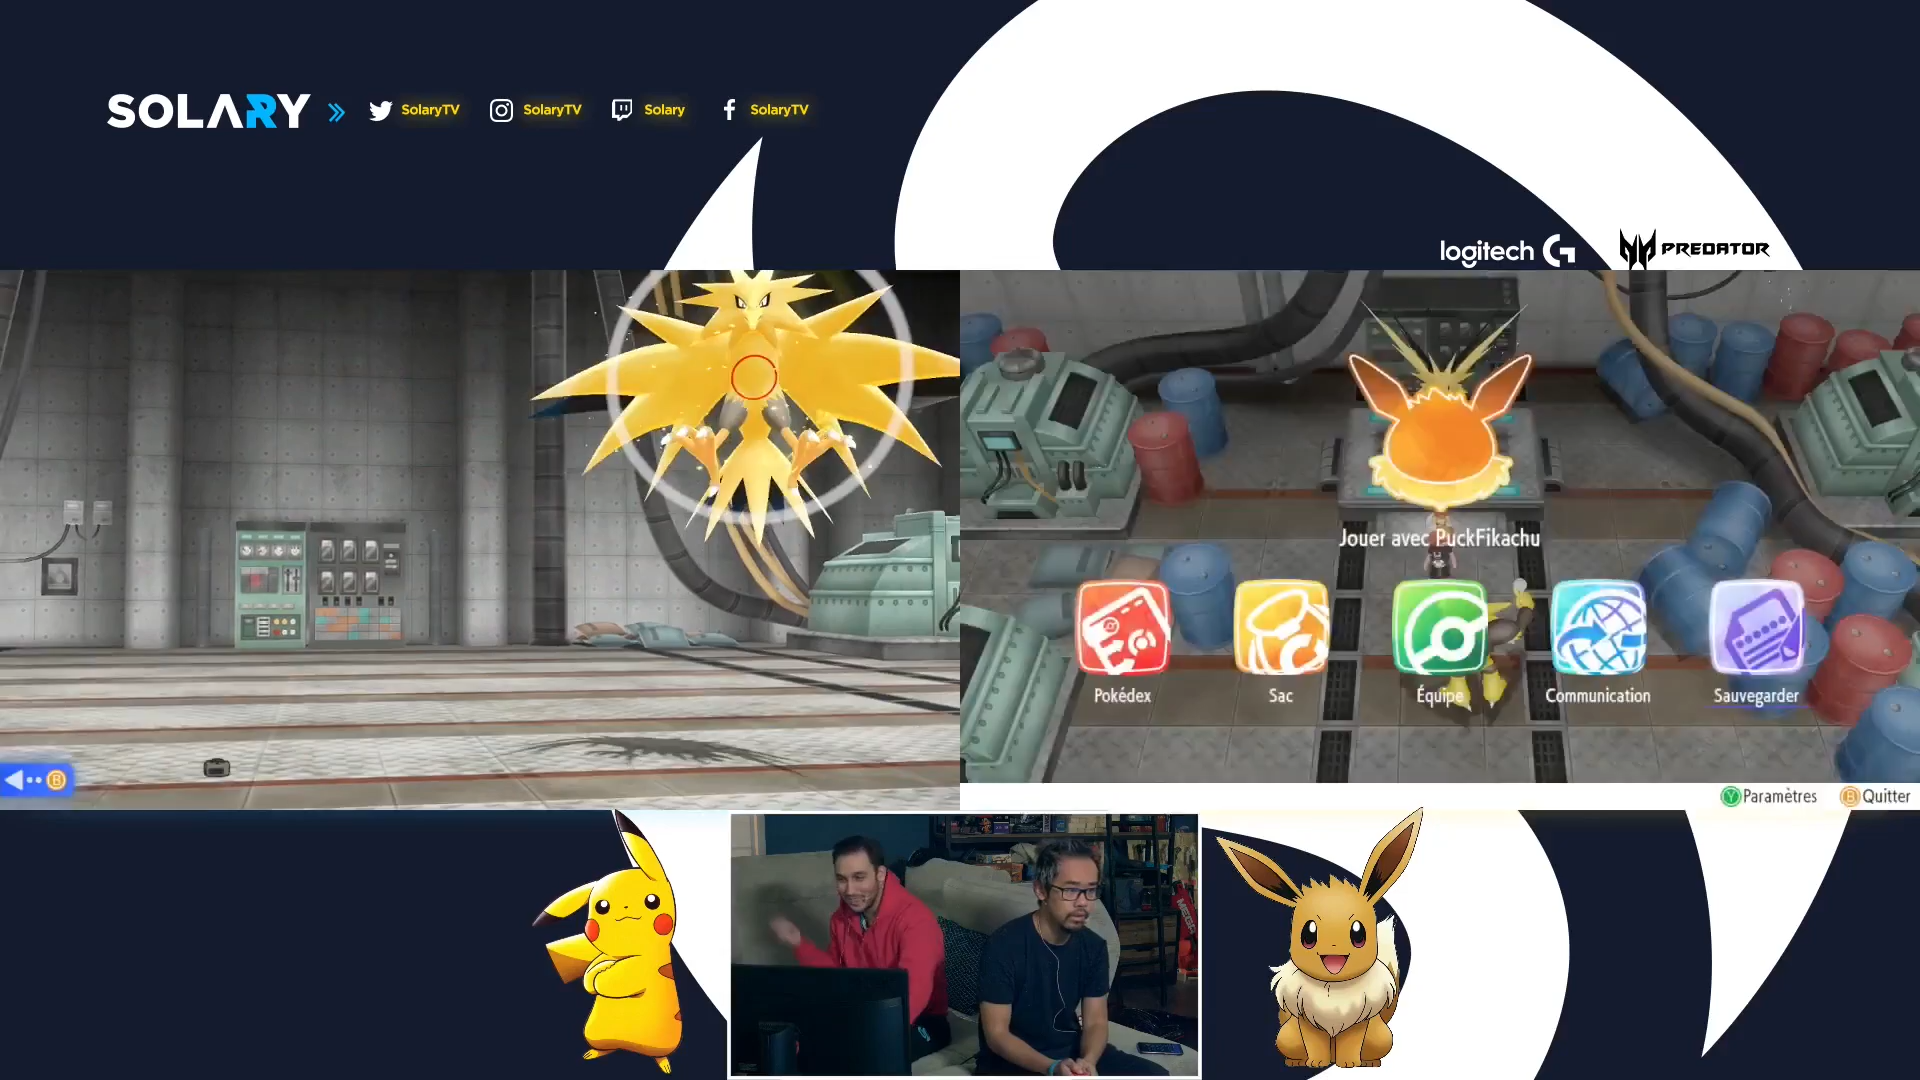 SOLARY
SolaryTV
SolaryTV
Solary
SolaryTV
logitech G
PREDATOR
Jouer avec PuckFikachu
Pokédex
Sac
Équipe
Communication
Sauvegarder
B
Y Paramètres
B Quitter